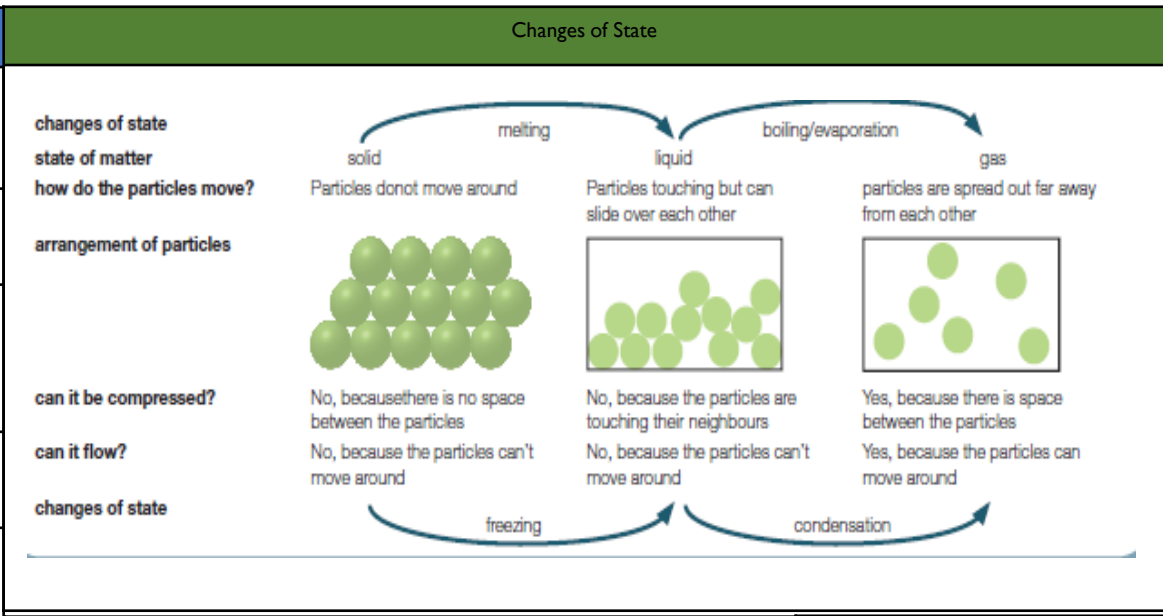 Changes of State
changes of state
melting
boiling/evaporation
state of matter
solid
liquid
gas
how do the particles move?
Particles donot move around
Particles touching but can
slide over each other
particles are spread out far away
from each other
arrangement of particles
can it be compressed?
No, becausethere is no space
between the particles
No, because the particles are
touching their neighbours
Yes, because there is space
between the particles
can it flow?
No, because the particles can't
move around
No, because the particles can't
move around
Yes, because the particles can
move around
changes of state
freezing
condensation